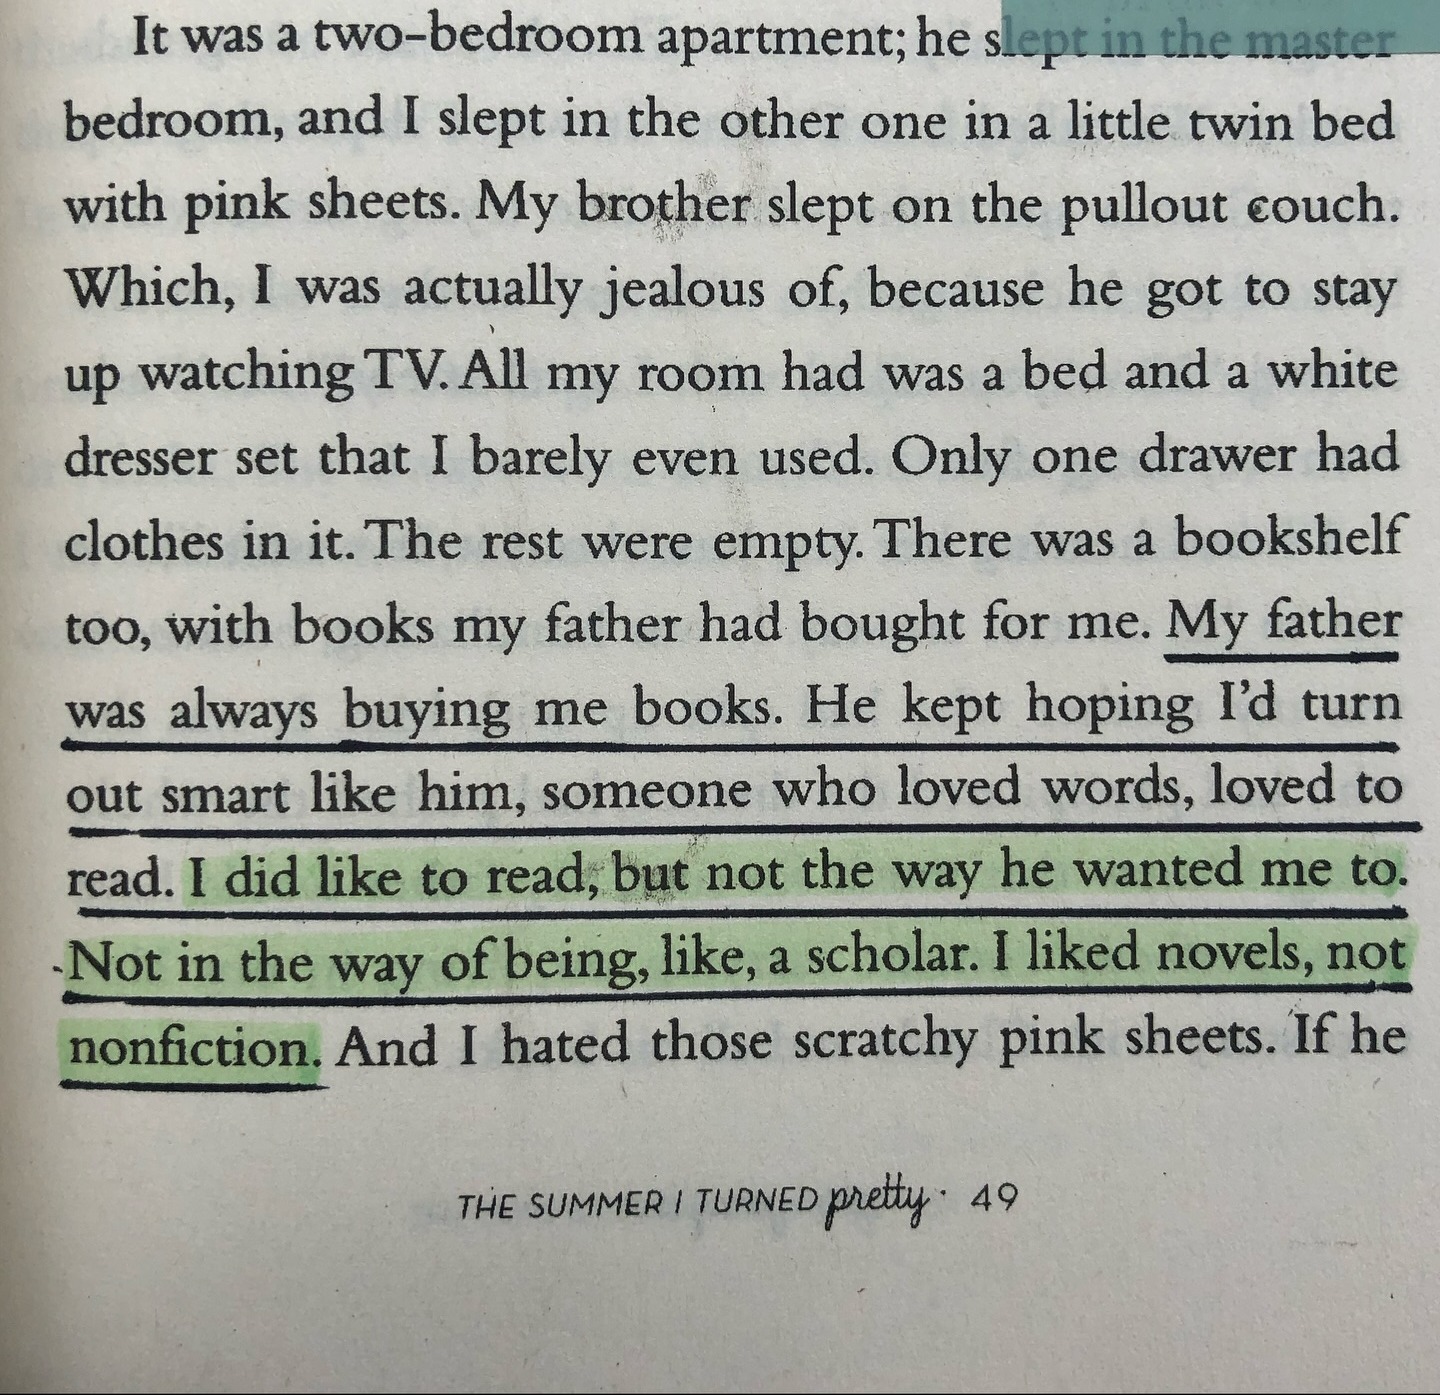 It was a two-bedroom apartment; he slept in the master
bedroom, and I slept in the other one in a little twin bed
with pink sheets. My brother slept on the pullout couch.
Which, I was actually jealous of, because he got to stay
up watching TV. All my room had was a bed and a white
dresser set that I barely even used. Only one drawer had
clothes in it. The rest were empty. There was a bookshelf
too, with books my father had bought for me. My father
was always buying me books. He kept hoping I'd turn
out smart like him, someone who loved words, loved to
read. I did like to read, but not the way he wanted me to.
Not in the way of being, like, a scholar. I liked novels, not
nonfiction. And I hated those scratchy pink sheets. If he
THE SUMMER I TURNED pretty · 49